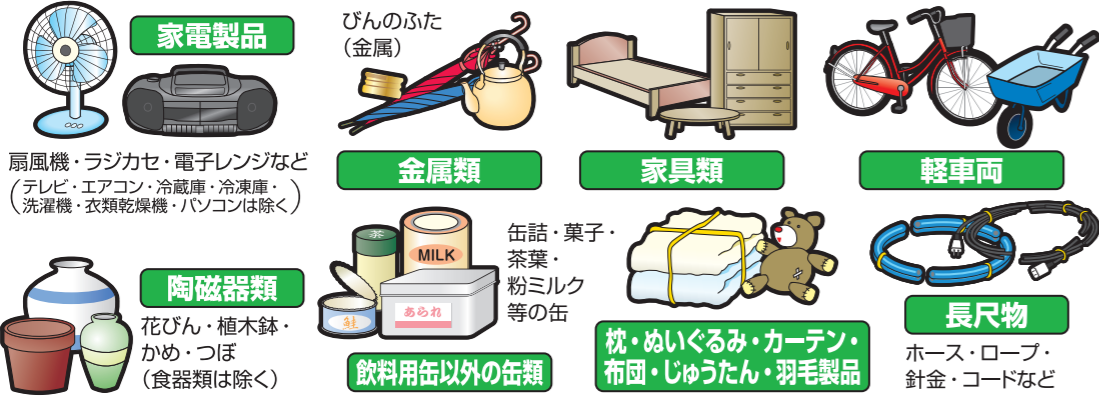 家電製品
扇風機・ラジカセ・電子レンジなど
(テレビ・エアコン・冷蔵庫・冷凍庫・
洗濯機・衣類乾燥機・パソコンは除く)
びんのふた
(金属)
金属類
家具類
軽車両
陶磁器類
花びん・植木鉢・
かめ・つぼ
(食器類は除く)
茶
MILK
あられ
鮭
缶詰・菓子・
茶葉・
粉ミルク
等の缶
飲料用缶以外の缶類
枕・ぬいぐるみ・カーテン・
布団・じゅうたん・羽毛製品
長尺物
ホース・ロープ・
針金・コードなど